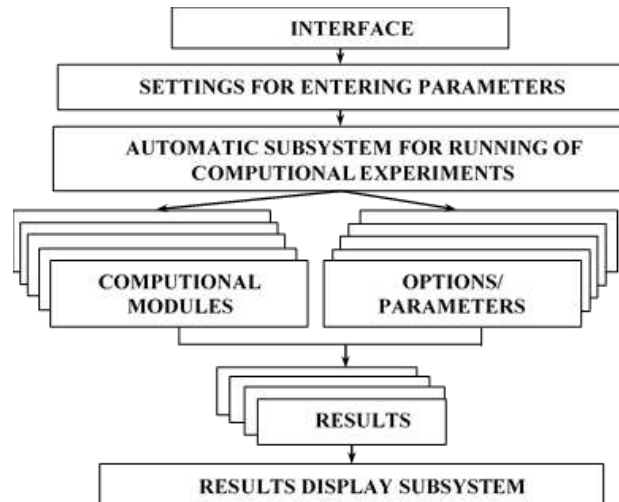 INTERFACE
SETTINGS FOR ENTERING PARAMETERS
AUTOMATIC SUBSYSTEM FOR RUNNING OF
COMPUTIONAL EXPERIMENTS
COMPUTIONAL
MODULES
OPTIONS/
PARAMETERS
RESULTS
RESULTS DISPLAY SUBSYSTEM